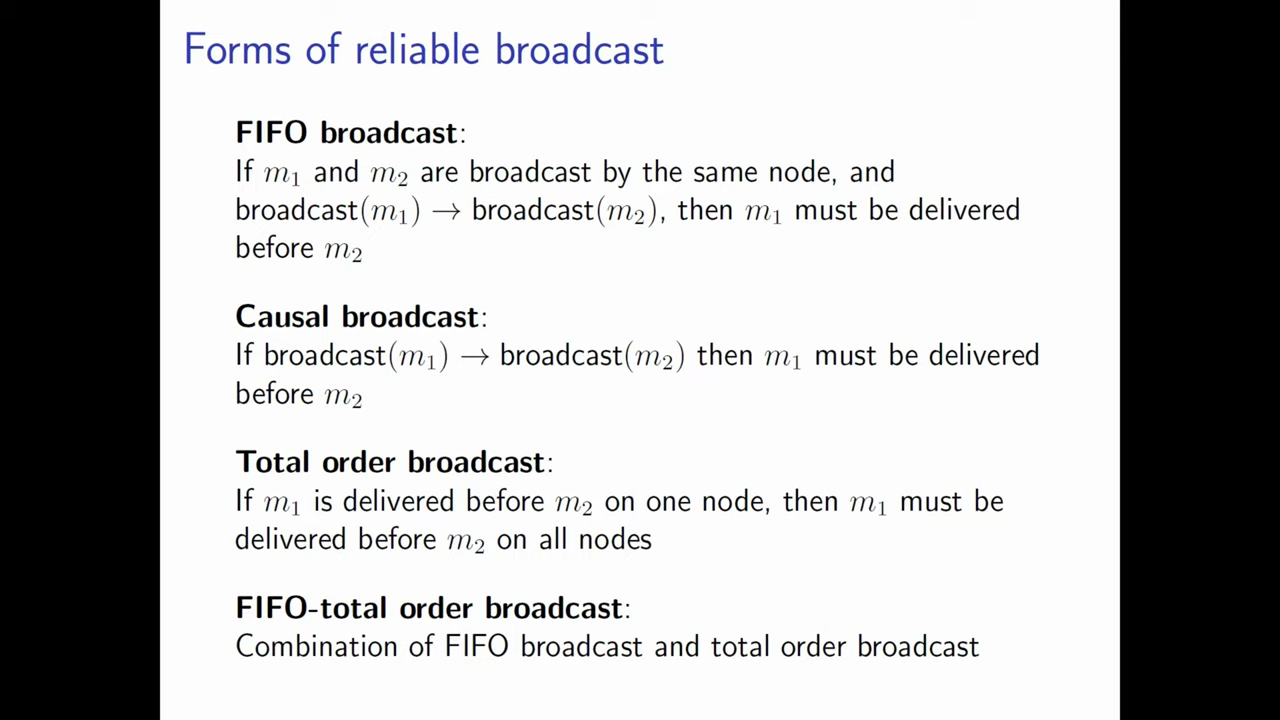 Forms of reliable broadcast
FIFO broadcast:
If m₁ and m₂ are broadcast by the same node, and
broadcast(m₁) → broadcast(m₂), then m₁ must be delivered
before m₂
Causal broadcast:
If broadcast(m₁) → broadcast(m₂) then m₁ must be delivered
before m₂
Total order broadcast:
If m₁ is delivered before m₂ on one node, then m₁ must be
delivered before m₂ on all nodes
FIFO-total order broadcast:
Combination of FIFO broadcast and total order broadcast